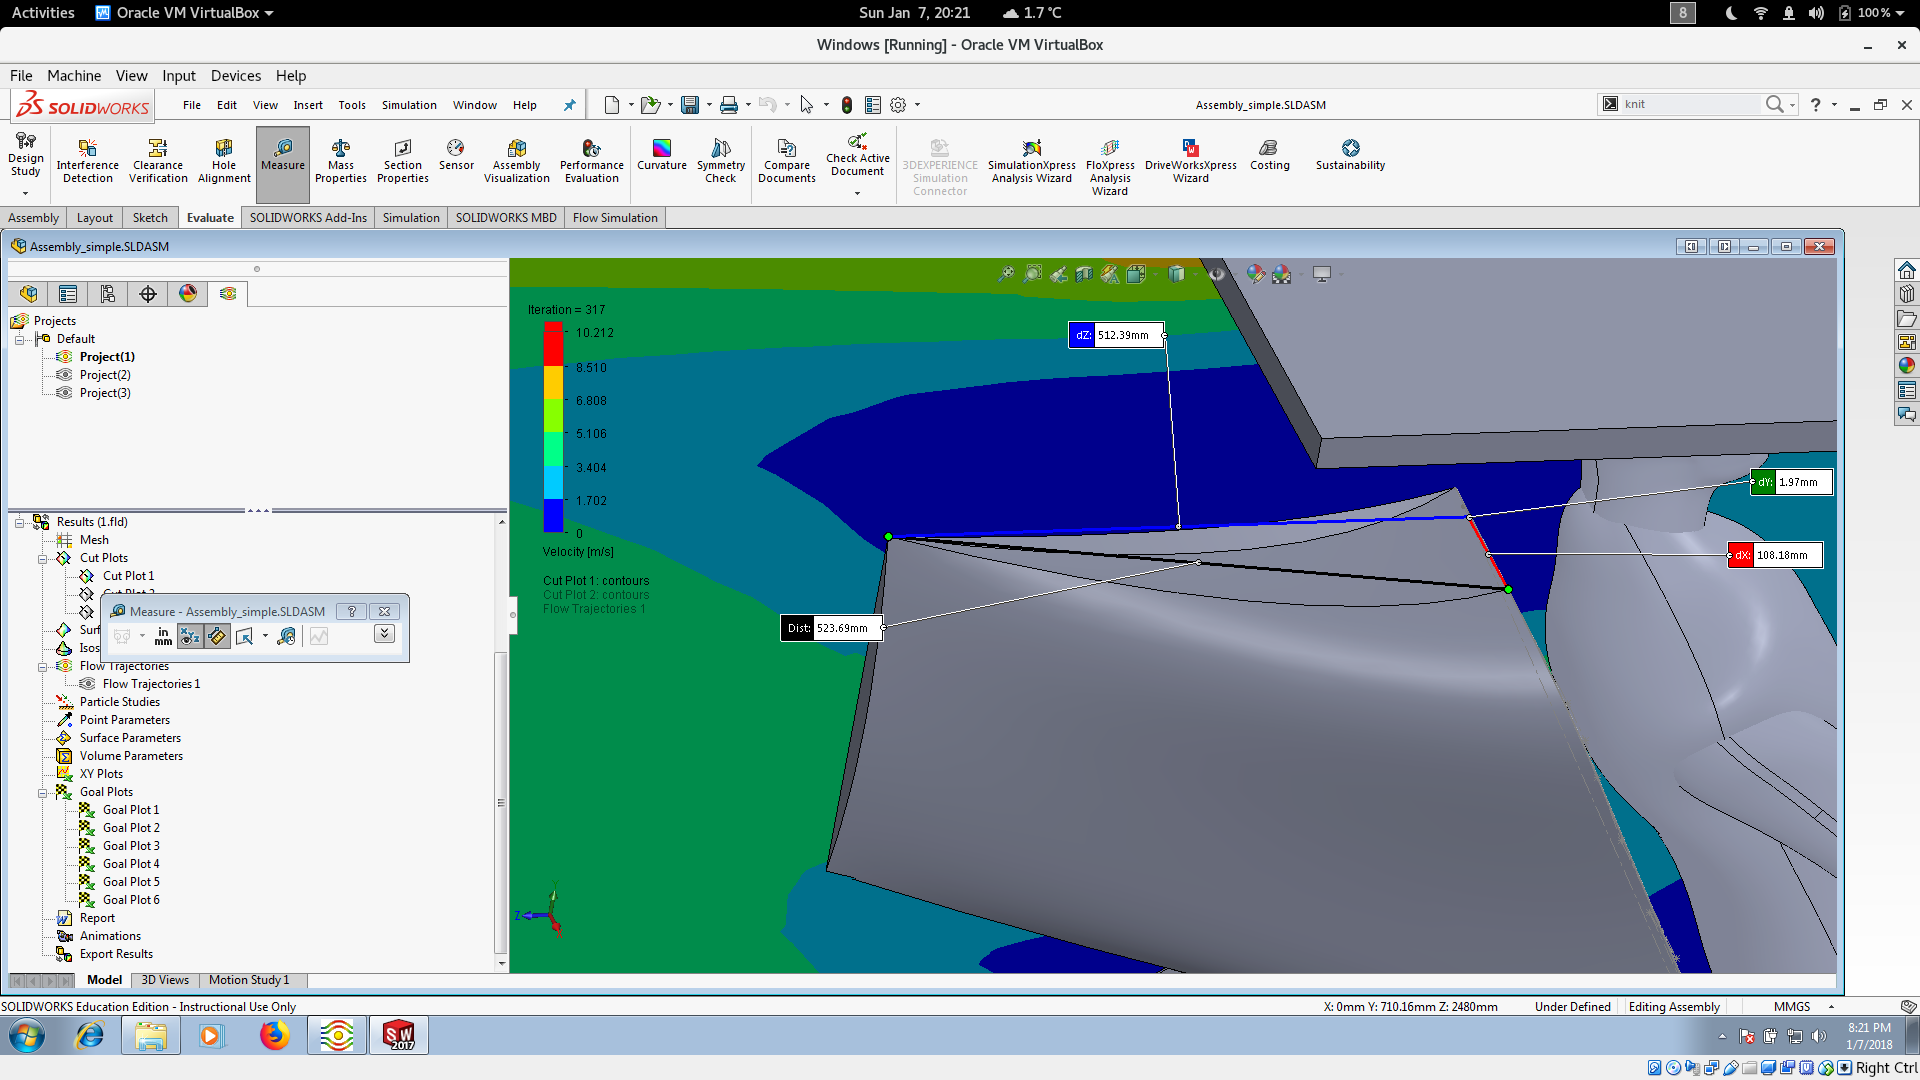 Activities Oracle VM VirtualBox Sun Jan 7, 20:21 1.7 °C 8 100%
Windows [Running] - Oracle VM VirtualBox
File Machine View Input Devices Help
SOLIDWORKS File Edit View Insert Tools Simulation Window Help Assembly_simple.SLDASM knit ?
Design Study
Interference Detection
Clearance Verification
Hole Alignment
Measure
Mass Properties
Section Properties
Sensor
Assembly Visualization
Performance Evaluation
Curvature
Symmetry Check
Compare Documents
Check Active Document
3DEXPERIENCE Simulation Connector
SimulationXpress Analysis Wizard
FloXpress Analysis Wizard
DriveWorksXpress Wizard
Costing
Sustainability
Assembly Layout Sketch Evaluate SOLIDWORKS Add-Ins Simulation SOLIDWORKS MBD Flow Simulation
Assembly_simple.SLDASM
Projects
Default
Project(1)
Project(2)
Project(3)
Results (1.fld)
Mesh
Cut Plots
Cut Plot 1
Measure - Assembly_simple.SLDASM ?
in
mm
Flow Trajectories
Flow Trajectories 1
Particle Studies
Point Parameters
Surface Parameters
Volume Parameters
XY Plots
Goal Plots
Goal Plot 1
Goal Plot 2
Goal Plot 3
Goal Plot 4
Goal Plot 5
Goal Plot 6
Report
Animations
Export Results
Iteration = 317
10.212
8.510
6.808
5.106
3.404
1.702
0
Velocity [m/s]
Cut Plot 1: contours
Cut Plot 2: contours
Flow Trajectories 1
dZ: 512.39mm
dY: 1.97mm
dX: 108.18mm
Dist: 523.69mm
Y
Z
Model 3D Views Motion Study 1
SOLIDWORKS Education Edition - Instructional Use Only X: 0mm Y: 710.16mm Z: 2480mm Under Defined Editing Assembly MMGS
SW 2017
8:21 PM
1/7/2018
Right Ctrl